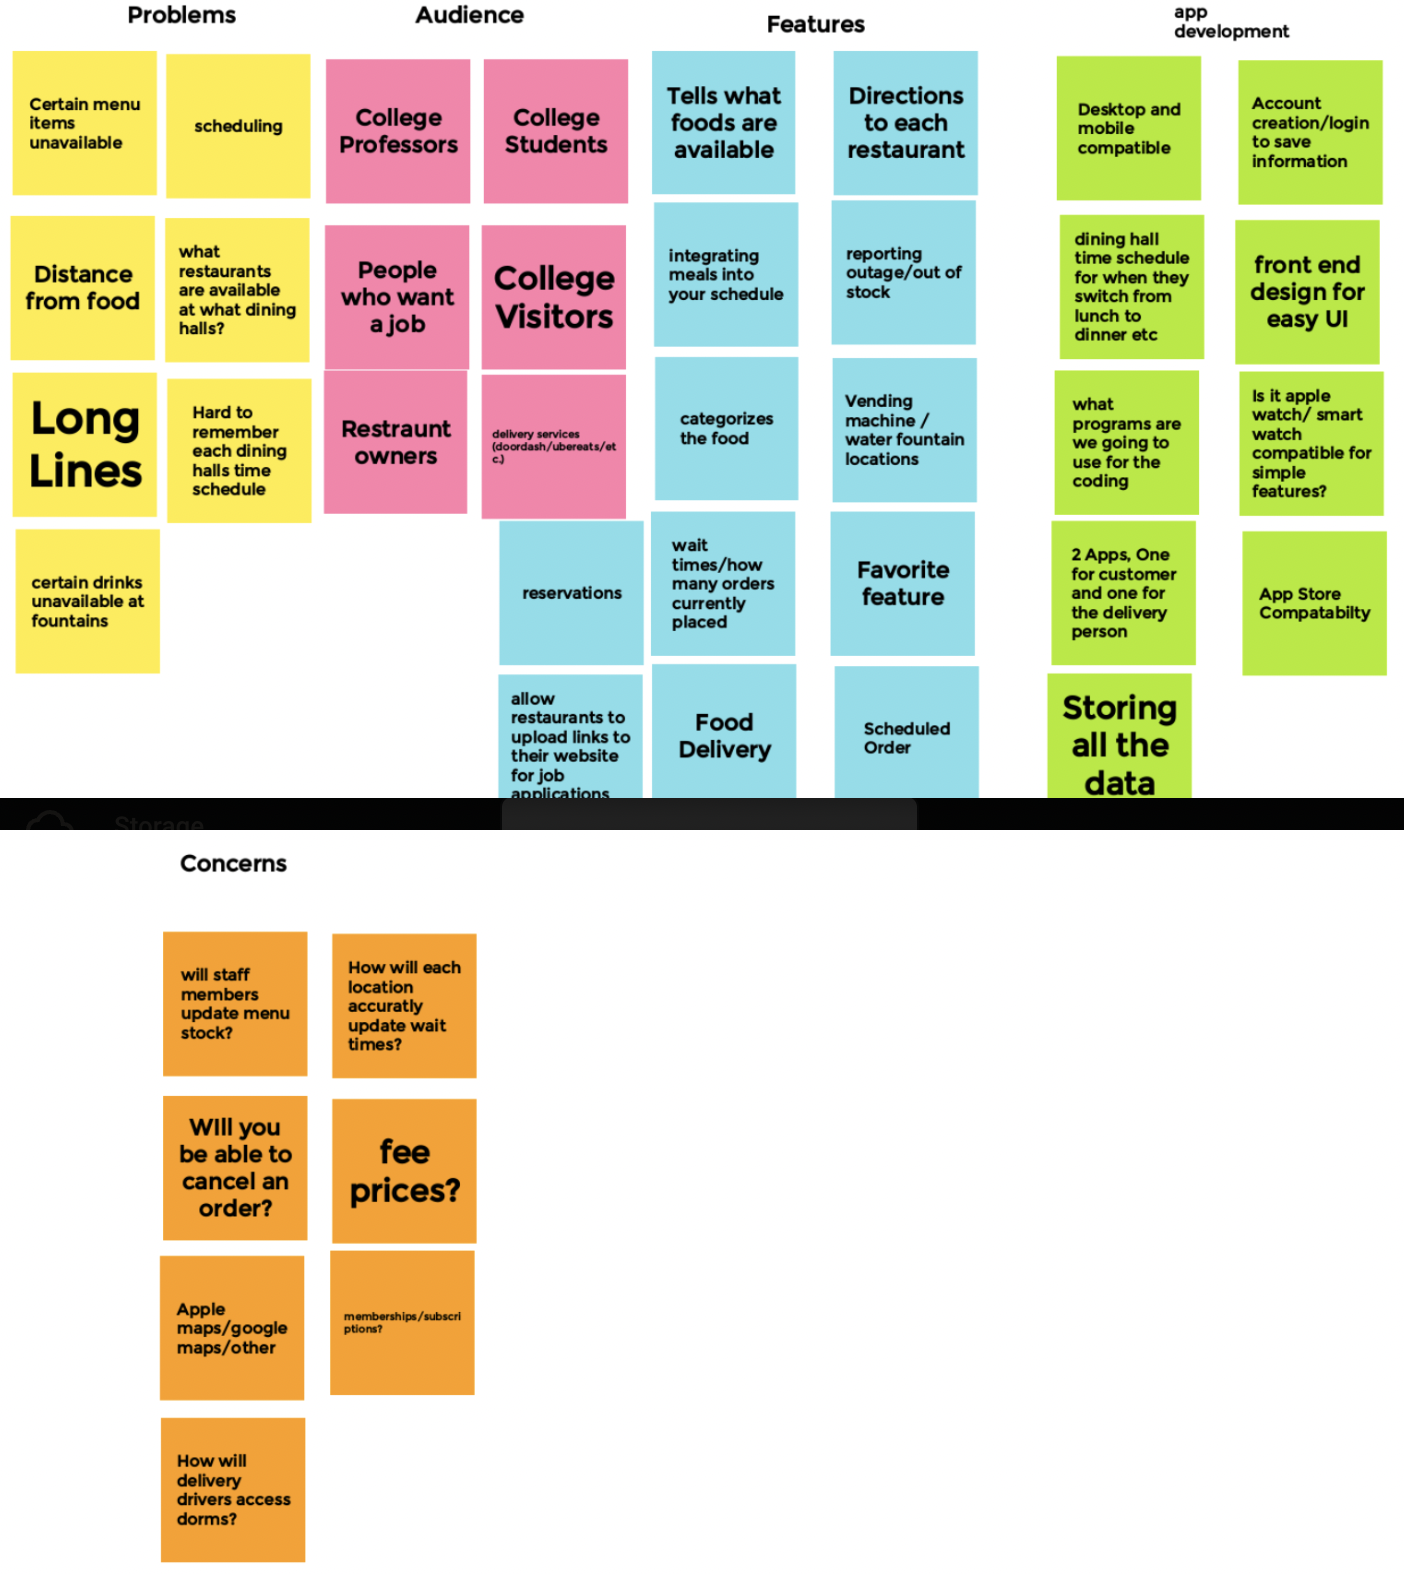 Problems
Certain menu
items
unavailable
scheduling
Distance
from food
what
restaurants
are available
at what dining
halls?
Long
Lines
Hard to
remember
each dining
halls time
schedule
certain drinks
unavailable at
fountains
Audience
College
Professors
College
Students
People
who want
a job
College
Visitors
Restraunt
owners
delivery services
(doordash/ubereats/et
c.)
Features
Tells what
foods are
available
Directions
to each
restaurant
integrating
meals into
your schedule
reporting
outage/out of
stock
categorizes
the food
Vending
machine /
water fountain
locations
reservations
wait
times/how
many orders
currently
placed
Favorite
feature
allow
restaurants to
upload links to
their website
for job
applications
Food
Delivery
Scheduled
Order
app
development
Desktop and
mobile
compatible
Account
creation/login
to save
information
dining hall
time schedule
for when they
switch from
lunch to
dinner etc
front end
design for
easy UI
what
programs are
we going to
use for the
coding
Is it apple
watch/ smart
watch
compatible for
simple
features?
2 Apps, One
for customer
and one for
the delivery
person
App Store
Compatabilty
Storing
all the
data
Storage
Concerns
will staff
members
update menu
stock?
How will each
location
accuratly
update wait
times?
WIll you
be able to
cancel an
order?
fee
prices?
Apple
maps/google
maps/other
memberships/subscri
ptions?
How will
delivery
drivers access
dorms?